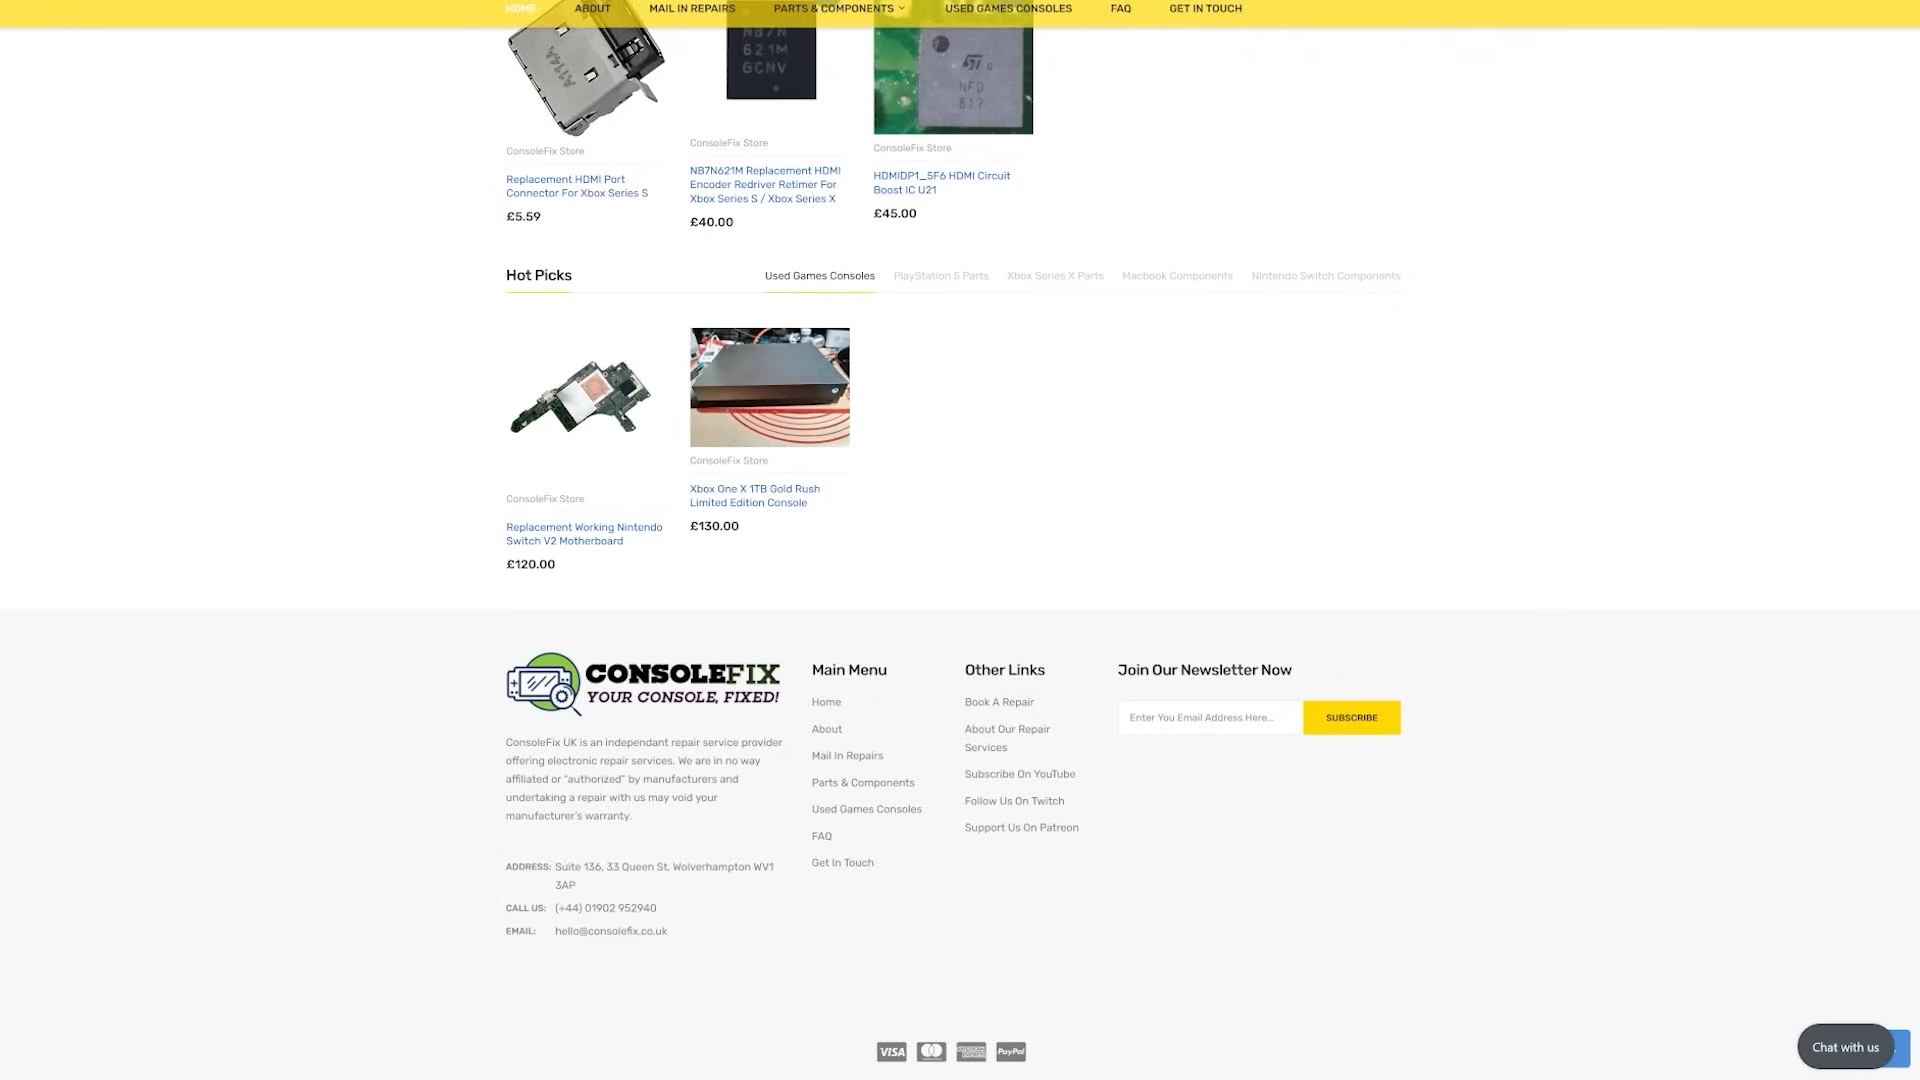 HOME ABOUT MAIL IN REPAIRS PARTS & COMPONENTS USED GAMES CONSOLES FAQ GET IN TOUCH
A114A
NB7N
621M
GCNV
NFD
817
ConsoleFix Store
Replacement HDMI Port
Connector For Xbox Series S
£5.59
ConsoleFix Store
NB7N621M Replacement HDMI
Encoder Redriver Retimer For
Xbox Series S / Xbox Series X
£40.00
ConsoleFix Store
HDMIDP1_5F6 HDMI Circuit
Boost IC U21
£45.00
Hot Picks
Used Games Consoles PlayStation 5 Parts Xbox Series X Parts Macbook Components Nintendo Switch Components
ConsoleFix Store
Replacement Working Nintendo
Switch V2 Motherboard
£120.00
ConsoleFix Store
Xbox One X 1TB Gold Rush
Limited Edition Console
£130.00
CONSOLEFIX
YOUR CONSOLE, FIXED!
ConsoleFix UK is an independant repair service provider
offering electronic repair services. We are in no way
affiliated or "authorized" by manufacturers and
undertaking a repair with us may void your
manufacturer's warranty.
ADDRESS: Suite 136, 33 Queen St, Wolverhampton WV1
3AP
CALL US: (+44) 01902 952940
EMAIL: hello@consolefix.co.uk
Main Menu
Home
About
Mail In Repairs
Parts & Components
Used Games Consoles
FAQ
Get In Touch
Other Links
Book A Repair
About Our Repair
Services
Subscribe On YouTube
Follow Us On Twitch
Support Us On Patreon
Join Our Newsletter Now
Enter You Email Address Here...
SUBSCRIBE
VISA
AMERICAN EXPRESS
PayPal
Chat with us